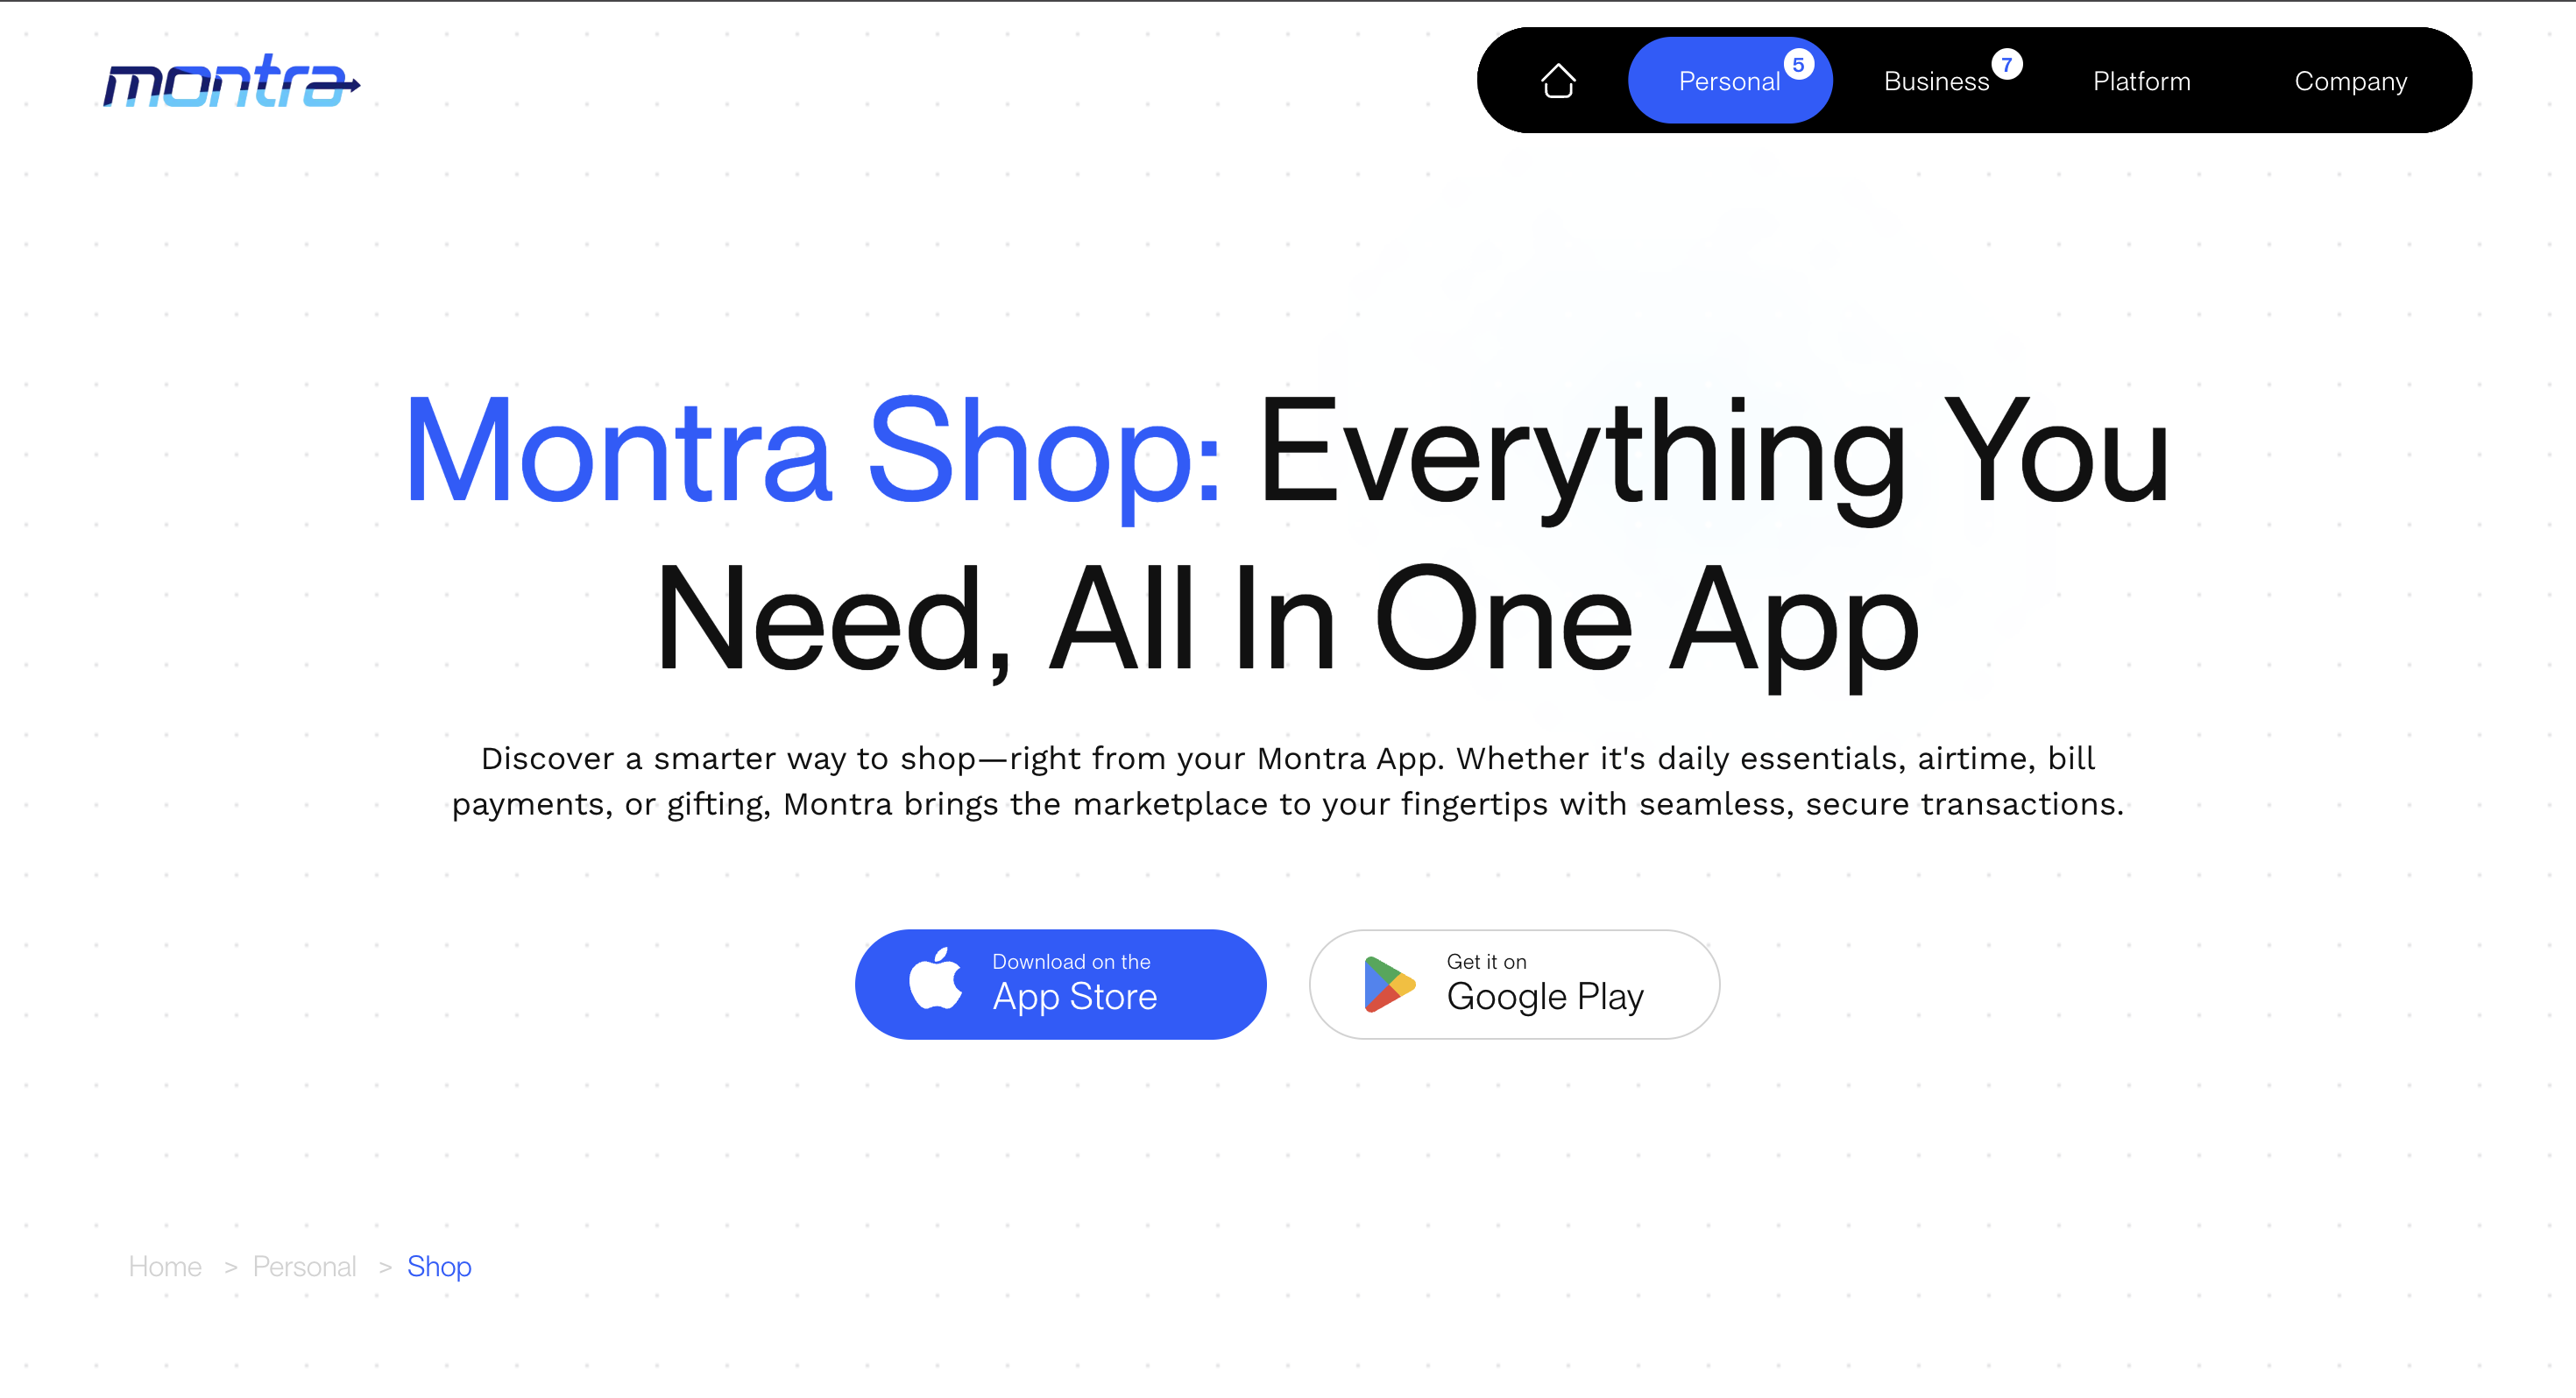 montra
Personal 5
Business 7
Platform
Company
Montra Shop: Everything You
Need, All In One App
Discover a smarter way to shop—right from your Montra App. Whether it's daily essentials, airtime, bill
payments, or gifting, Montra brings the marketplace to your fingertips with seamless, secure transactions.
Download on the
App Store
Get it on
Google Play
Home > Personal > Shop